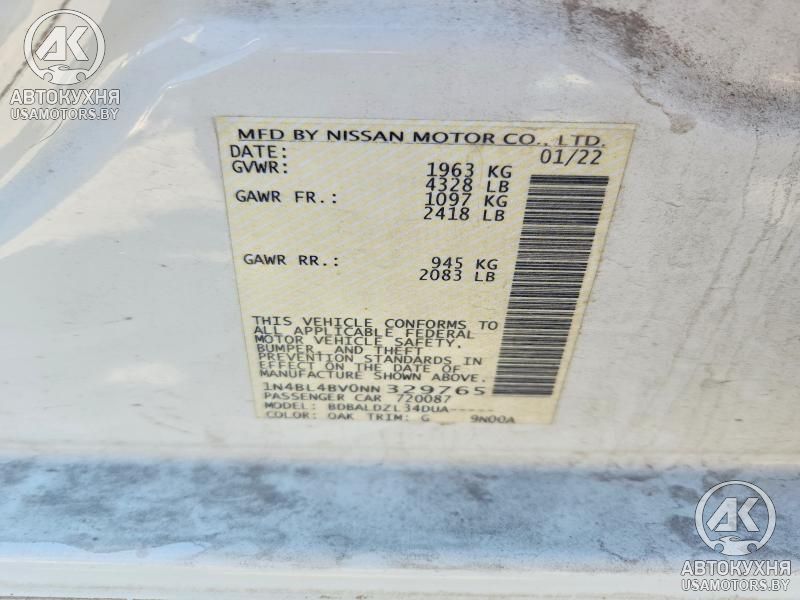 АК
АВТОКУХНЯ
USAMOTORS.BY
MFD BY NISSAN MOTOR CO., LTD.
DATE: 01/22
GVWR: 1963 KG
4328 LB
GAWR FR.: 1097 KG
2418 LB
GAWR RR.: 945 KG
2083 LB
THIS VEHICLE CONFORMS TO
ALL APPLICABLE FEDERAL
MOTOR VEHICLE SAFETY,
BUMPER, AND THEFT
PREVENTION STANDARDS IN
EFFECT ON THE DATE OF
MANUFACTURE SHOWN ABOVE.
1N4BL4BV0NN329765
PASSENGER CAR 720087
MODEL: BDBALDZL34DUA-----
COLOR: QAK TRIM: G 9N00A
АК
АВТОКУХНЯ
USAMOTORS.BY